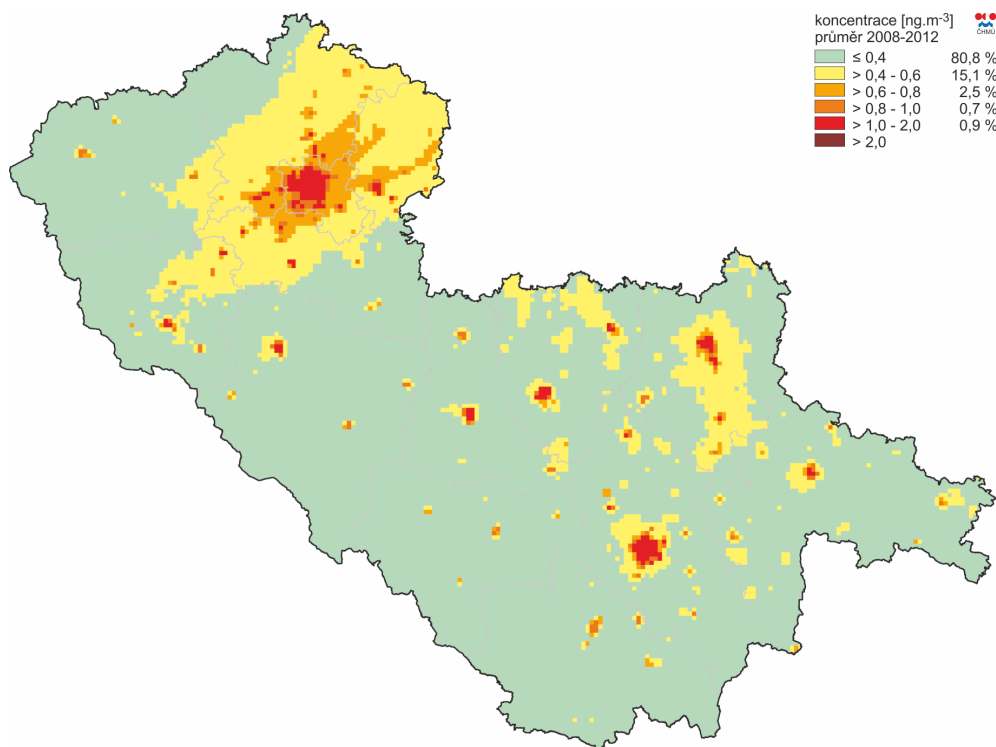 koncentrace [ng.m⁻³]
průměr 2008-2012
≤ 0,4 80,8 %
> 0,4 - 0,6 15,1 %
> 0,6 - 0,8 2,5 %
> 0,8 - 1,0 0,7 %
> 1,0 - 2,0 0,9 %
> 2,0
ČHMÚ